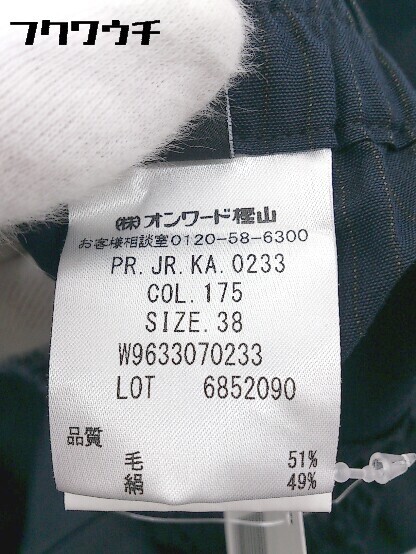 フクワウチ
(株)オンワード樫山
お客様相談室0120-58-6300
PR.JR.KA.0233
COL.175
SIZE.38
W9633070233
LOT 6852090
品質
毛 51%
絹 49%